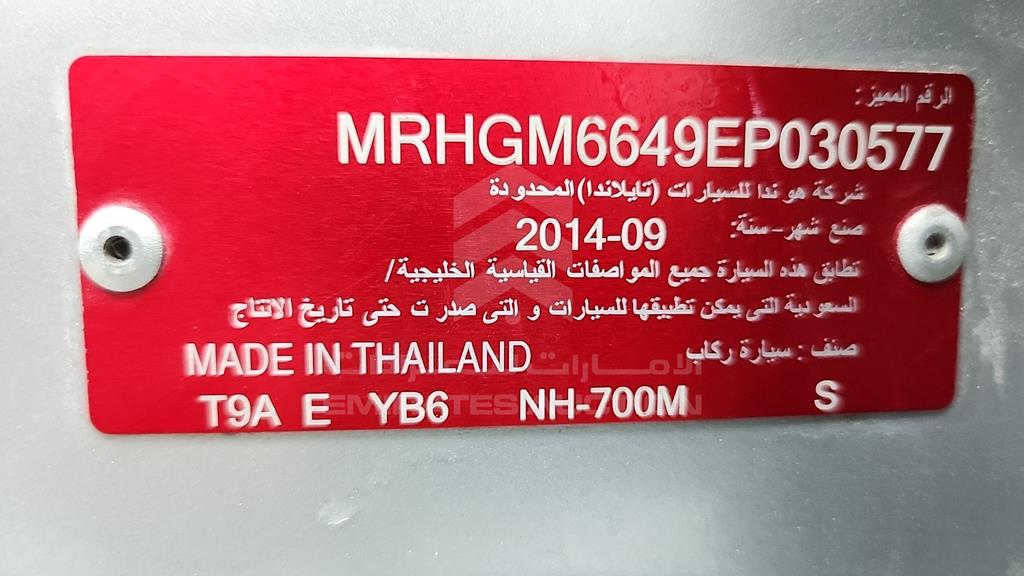 الرقم المميز:
MRHGM6649EP030577
شركة هوندا للسيارات (تايلاندا) المحدودة
صنع شهر-سنة: 2014-09
تطابق هذه السيارة جميع المواصفات القياسية الخليجية/
السعودية التى يمكن تطبيقها للسيارات و التى صدرت حتى تاريخ الانتاج
صنف: سيارة ركاب MADE IN THAILAND
T9A E YB6 NH-700M S